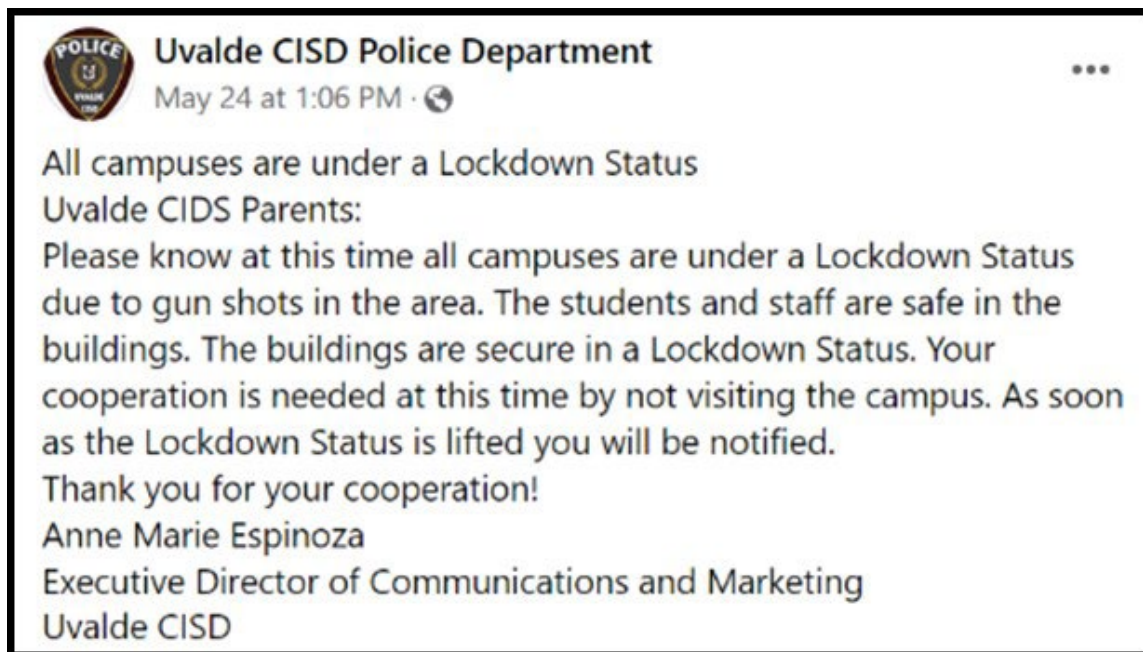 POLICE
UVALDE
CISD
Uvalde CISD Police Department
May 24 at 1:06 PM ·
All campuses are under a Lockdown Status
Uvalde CIDS Parents:
Please know at this time all campuses are under a Lockdown Status
due to gun shots in the area. The students and staff are safe in the
buildings. The buildings are secure in a Lockdown Status. Your
cooperation is needed at this time by not visiting the campus. As soon
as the Lockdown Status is lifted you will be notified.
Thank you for your cooperation!
Anne Marie Espinoza
Executive Director of Communications and Marketing
Uvalde CISD